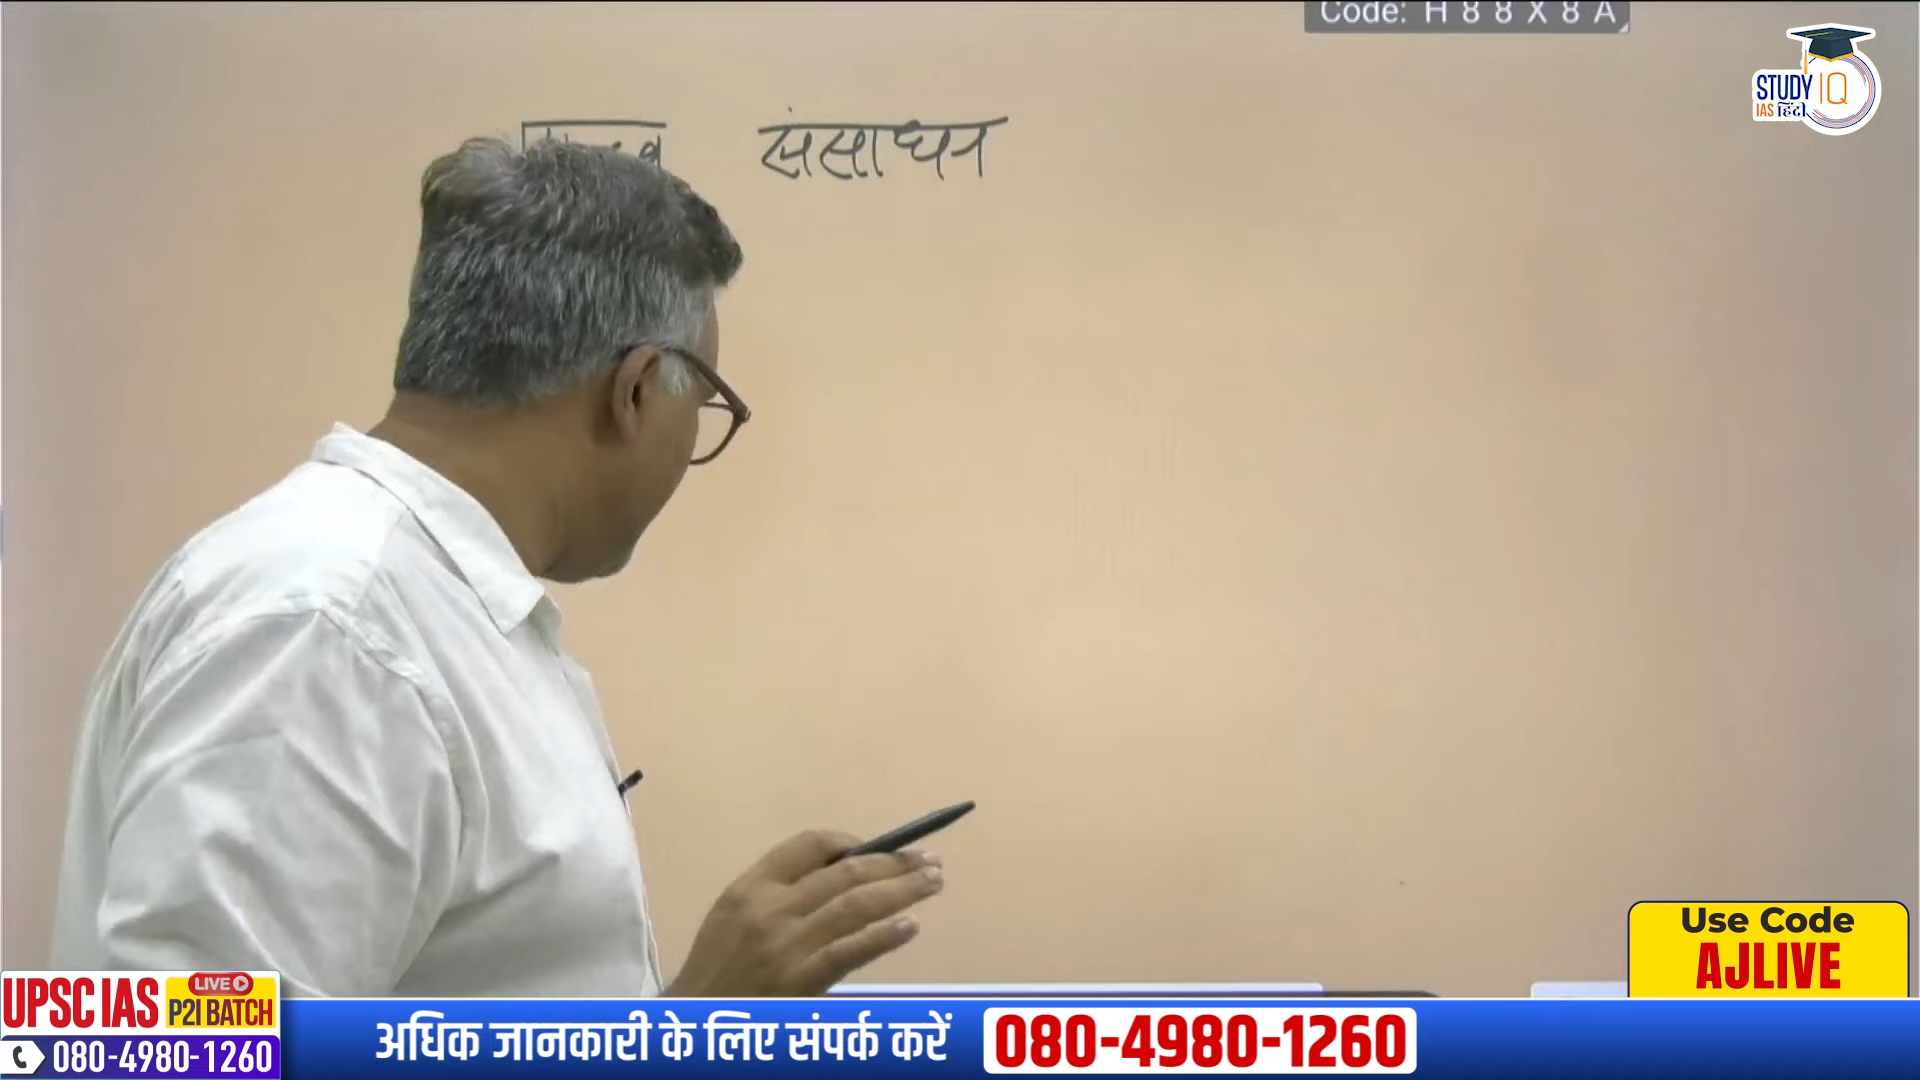 Code: H 8 8 X 8 A
STUDY IQ
IAS हिंदी
संसाधन
Use Code
AJLIVE
UPSC IAS
LIVE
P2I BATCH
080-4980-1260
अधिक जानकारी के लिए संपर्क करें 080-4980-1260